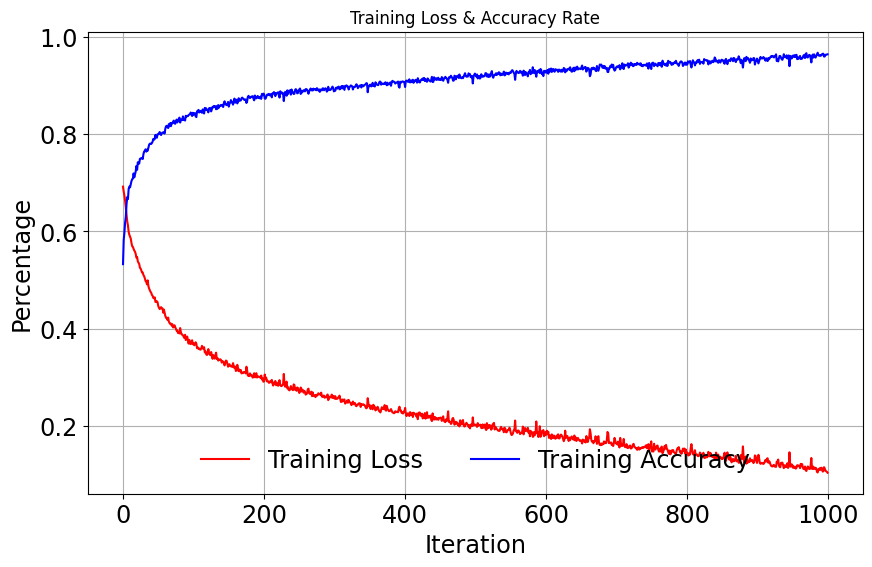 Training Loss & Accuracy Rate
1.0
0.8
0.6
0.4
0.2
Percentage
Training Loss
Training Accuracy
0 200 400 600 800 1000
Iteration